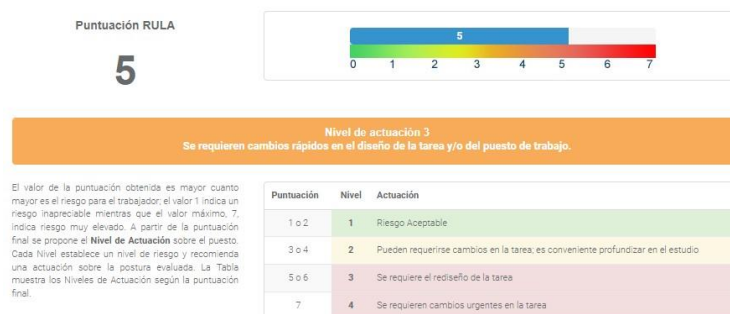 Puntuación RULA
5
5
0 1 2 3 4 5 6 7
Nivel de actuación 3
Se requieren cambios rápidos en el diseño de la tarea y/o del puesto de trabajo.
El valor de la puntuación obtenida es mayor cuanto
mayor es el riesgo para el trabajador; el valor 1 indica un
riesgo inapreciable mientras que el valor máximo, 7,
indica riesgo muy elevado. A partir de la puntuación
final se propone el Nivel de Actuación sobre el puesto.
Cada Nivel establece un nivel de riesgo y recomienda
una actuación sobre la postura evaluada. La Tabla
muestra los Niveles de Actuación según la puntuación
final.
Puntuación Nivel Actuación
1 o 2 1 Riesgo Aceptable
3 o 4 2 Pueden requerirse cambios en la tarea; es conveniente profundizar en el estudio
5 o 6 3 Se requiere el rediseño de la tarea
7 4 Se requieren cambios urgentes en la tarea